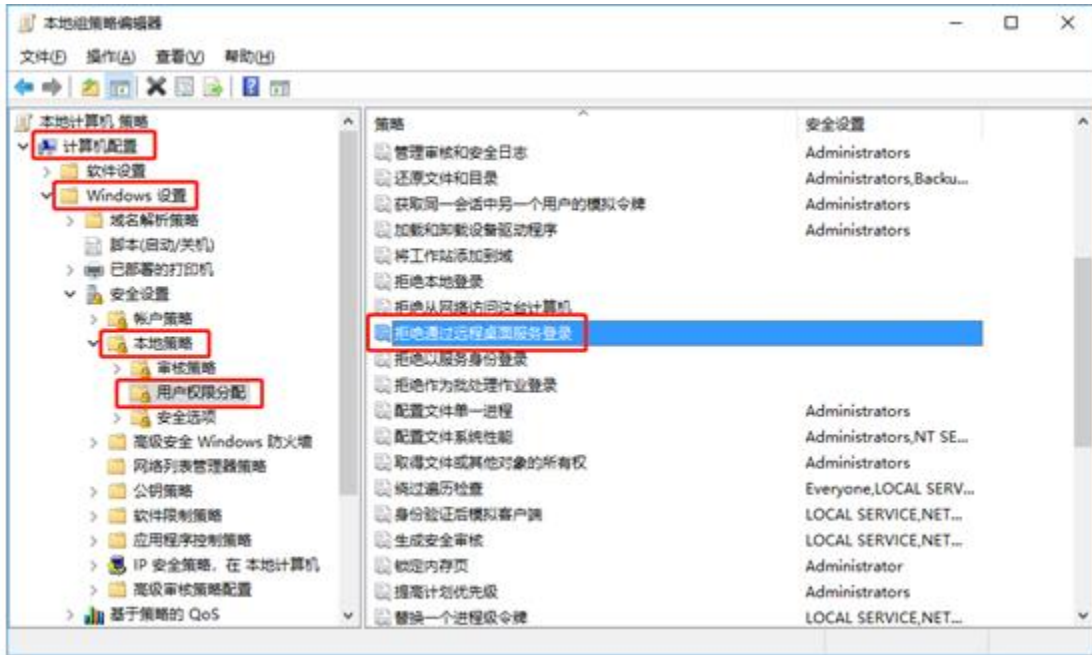 本地组策略编辑器
文件(F) 操作(A) 查看(V) 帮助(H)
本地计算机 策略
计算机配置
软件设置
Windows 设置
域名解析策略
脚本(启动/关机)
已部署的打印机
安全设置
帐户策略
本地策略
审核策略
用户权限分配
安全选项
高级安全 Windows 防火墙
网络列表管理器策略
公钥策略
软件限制策略
应用程序控制策略
IP 安全策略，在 本地计算机
高级审核策略配置
基于策略的 QoS
策略 安全设置
管理审核和安全日志 Administrators
还原文件和目录 Administrators,Backu...
获取同一会话中另一个用户的模拟令牌 Administrators
加载和卸载设备驱动程序 Administrators
将工作站添加到域
拒绝本地登录
拒绝从网络访问这台计算机
拒绝通过远程桌面服务登录
拒绝以服务身份登录
拒绝作为批处理作业登录
配置文件单一进程 Administrators
配置文件系统性能 Administrators,NT SE...
取得文件或其他对象的所有权 Administrators
绕过遍历检查 Everyone,LOCAL SERV...
身份验证后模拟客户端 LOCAL SERVICE,NET...
生成安全审核 LOCAL SERVICE,NET...
锁定内存页 Administrator
提高计划优先级 Administrators
替换一个进程级令牌 LOCAL SERVICE,NET...